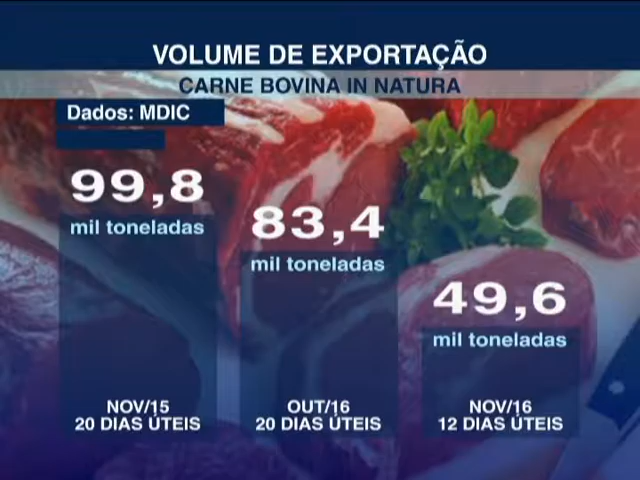 VOLUME DE EXPORTAÇÃO
CARNE BOVINA IN NATURA
Dados: MDIC
99,8
mil toneladas
NOV/15
20 DIAS ÚTEIS
83,4
mil toneladas
OUT/16
20 DIAS ÚTEIS
49,6
mil toneladas
NOV/16
12 DIAS ÚTEIS